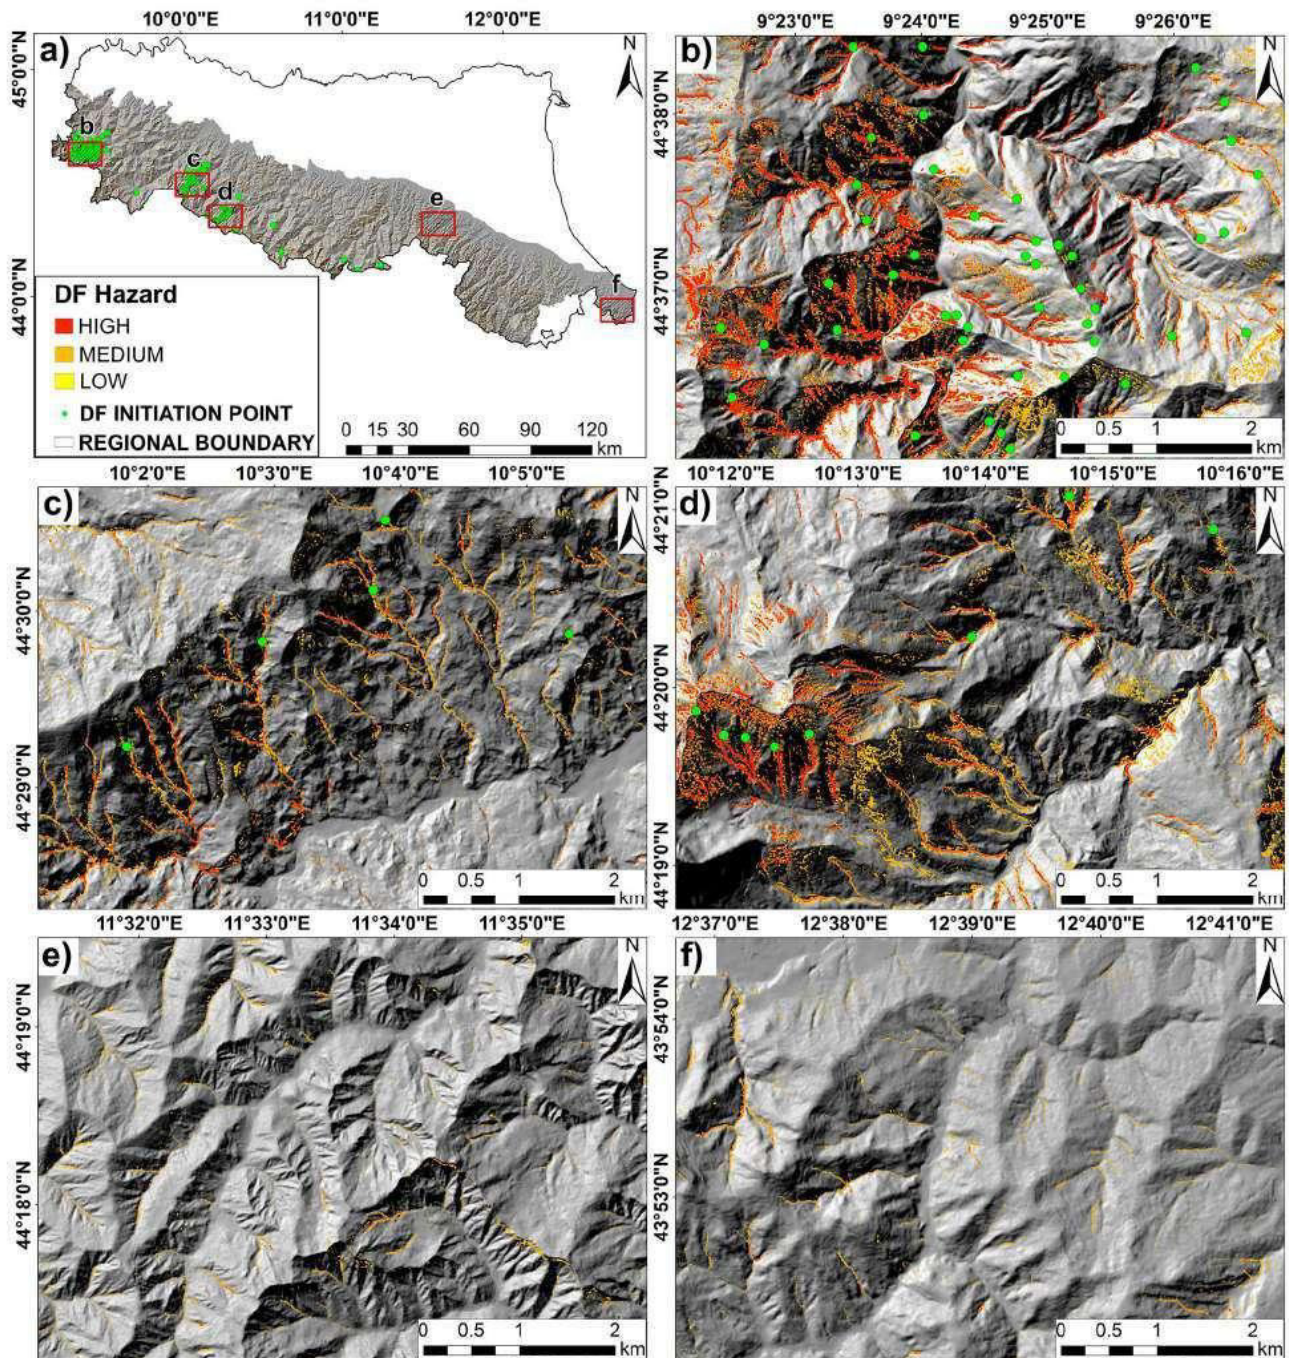 10°0'0"E 11°0'0"E 12°0'0"E
a)
N
45°0'0"N
44°0'0"N
b
c
d
e
f
DF Hazard
HIGH
MEDIUM
LOW
DF INITIATION POINT
REGIONAL BOUNDARY
0 15 30 60 90 120
km
9°23'0"E 9°24'0"E 9°25'0"E 9°26'0"E
b)
N
44°38'0"N
44°37'0"N
0 0.5 1 2
km
10°2'0"E 10°3'0"E 10°4'0"E 10°5'0"E
c)
N
44°30'0"N
44°29'0"N
0 0.5 1 2
km
10°12'0"E 10°13'0"E 10°14'0"E 10°15'0"E 10°16'0"E
d)
N
44°21'0"N
44°20'0"N
44°19'0"N
0 0.5 1 2
km
11°32'0"E 11°33'0"E 11°34'0"E 11°35'0"E
e)
N
44°19'0"N
44°18'0"N
0 0.5 1 2
km
12°37'0"E 12°38'0"E 12°39'0"E 12°40'0"E 12°41'0"E
f)
N
43°54'0"N
43°53'0"N
0 0.5 1 2
km